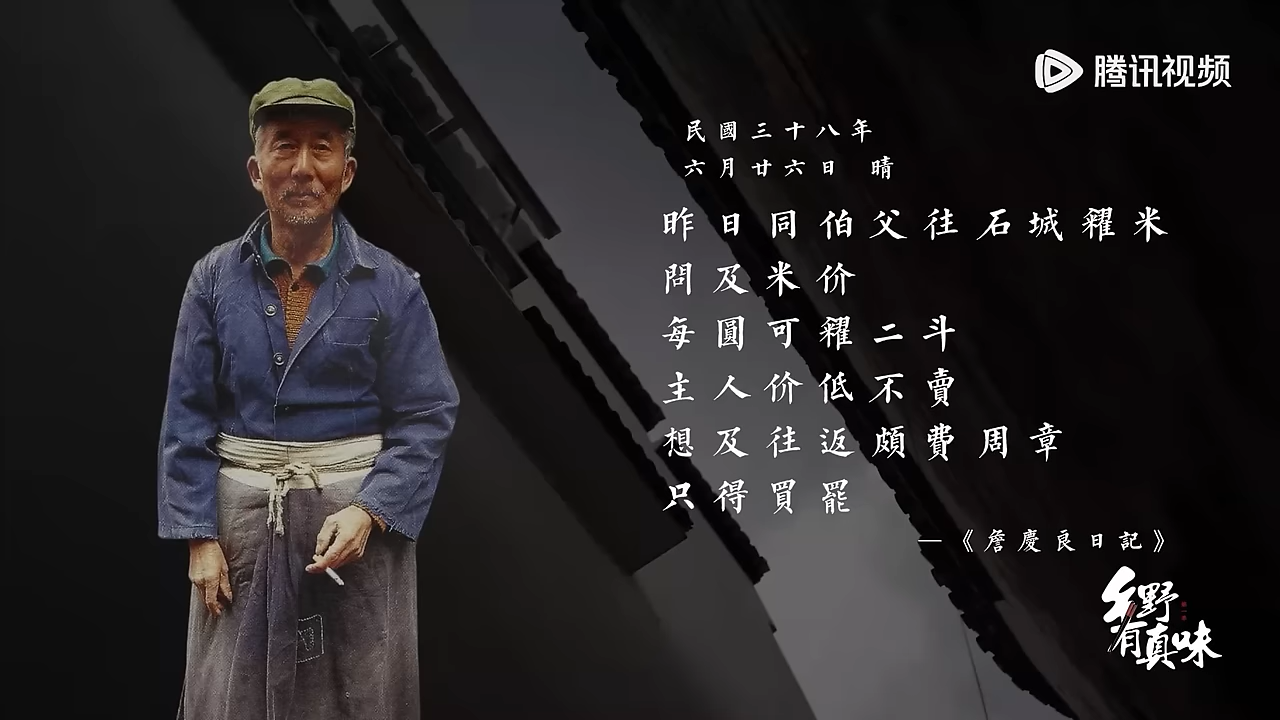 腾讯视频
民國三十八年
六月廿六日 晴
昨日同伯父往石城糴米
問及米价
每圓可糴二斗
主人价低不賣
想及往返頗費周章
只得買罷
—《詹慶良日記》
乡野
有真味